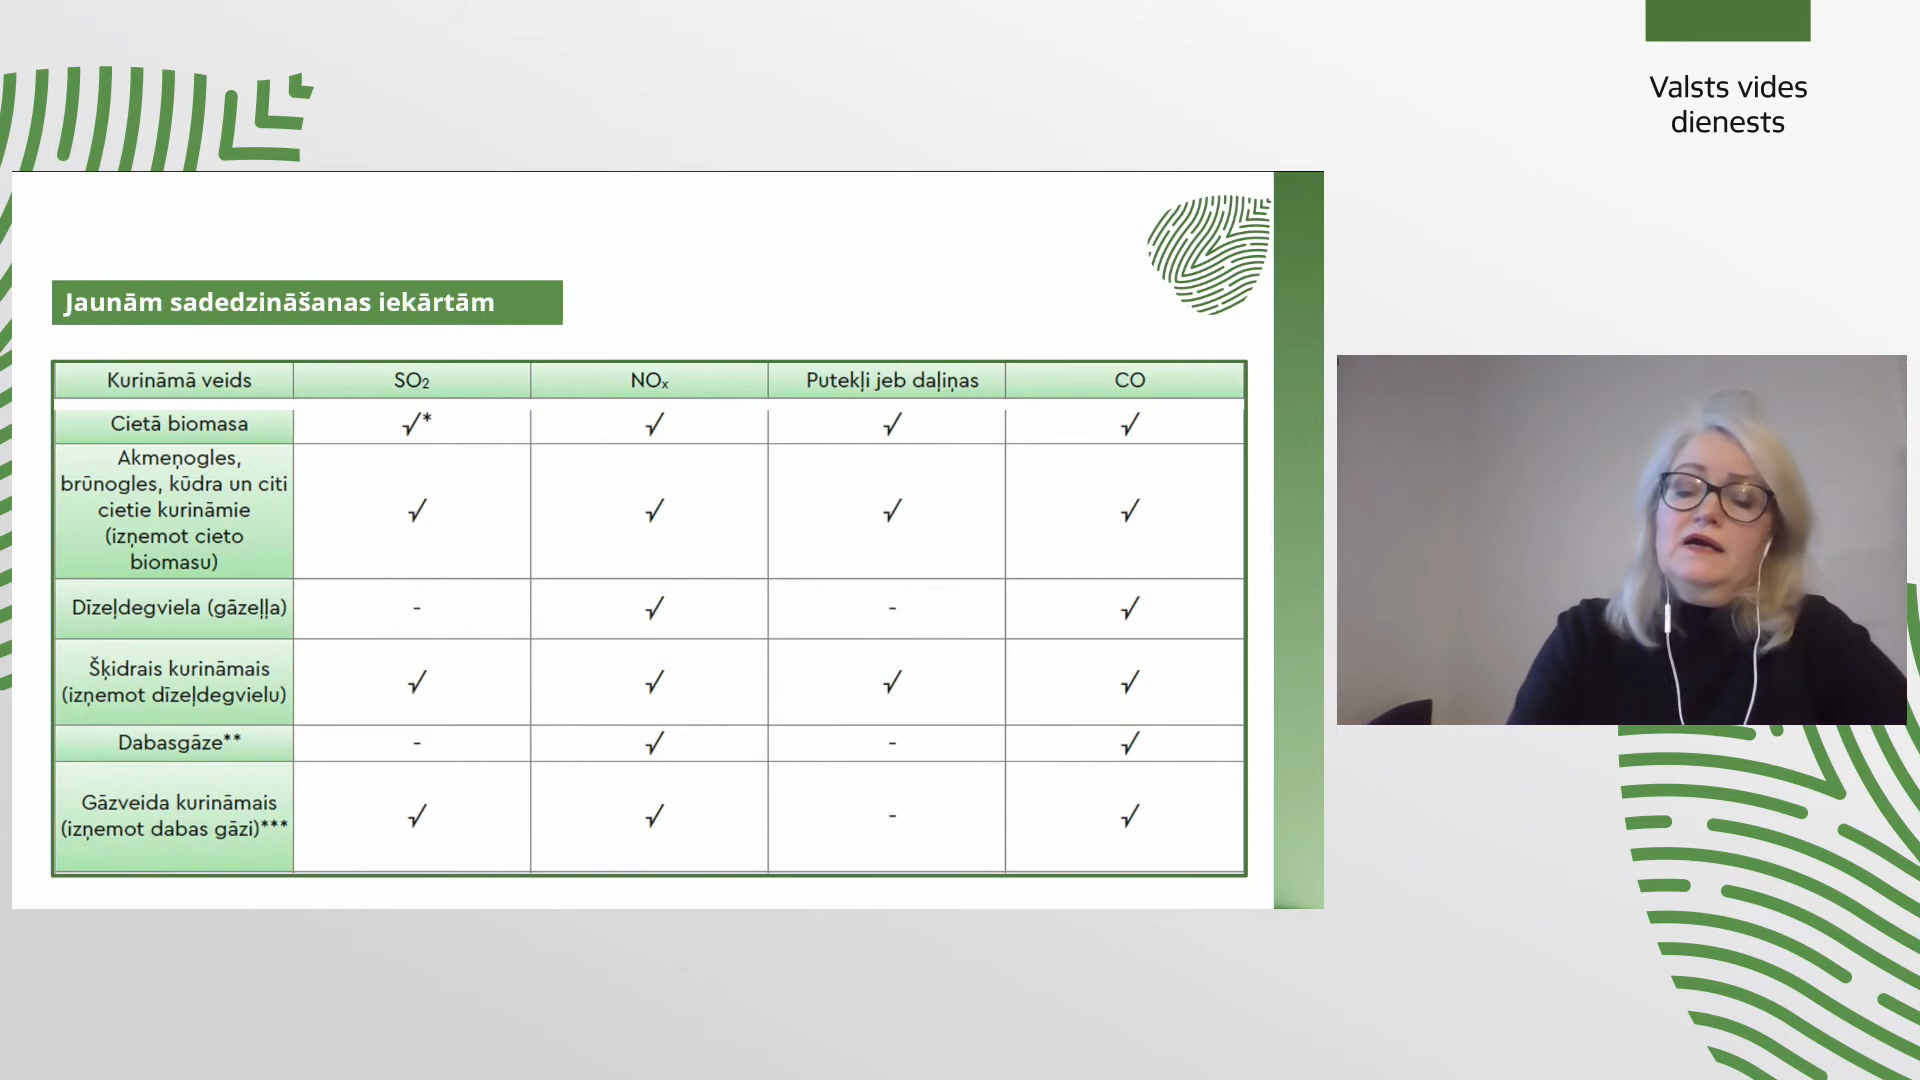 Valsts vides
dienests
Jaunām sadedzināšanas iekārtām
Kurināmā veids SO₂ NOₓ Putekļi jeb daļiņas CO
Cietā biomasa √* √ √ √
Akmeņogles,
brūnogles, kūdra un citi
cietie kurināmie
(izņemot cieto
biomasu)
√ √ √ √
Dīzeļdegviela (gāzeļļa) - √ - √
Šķidrais kurināmais
(izņemot dīzeļdegvielu)
√ √ √ √
Dabasgāze** - √ - √
Gāzveida kurināmais
(izņemot dabas gāzi)***
√ √ - √